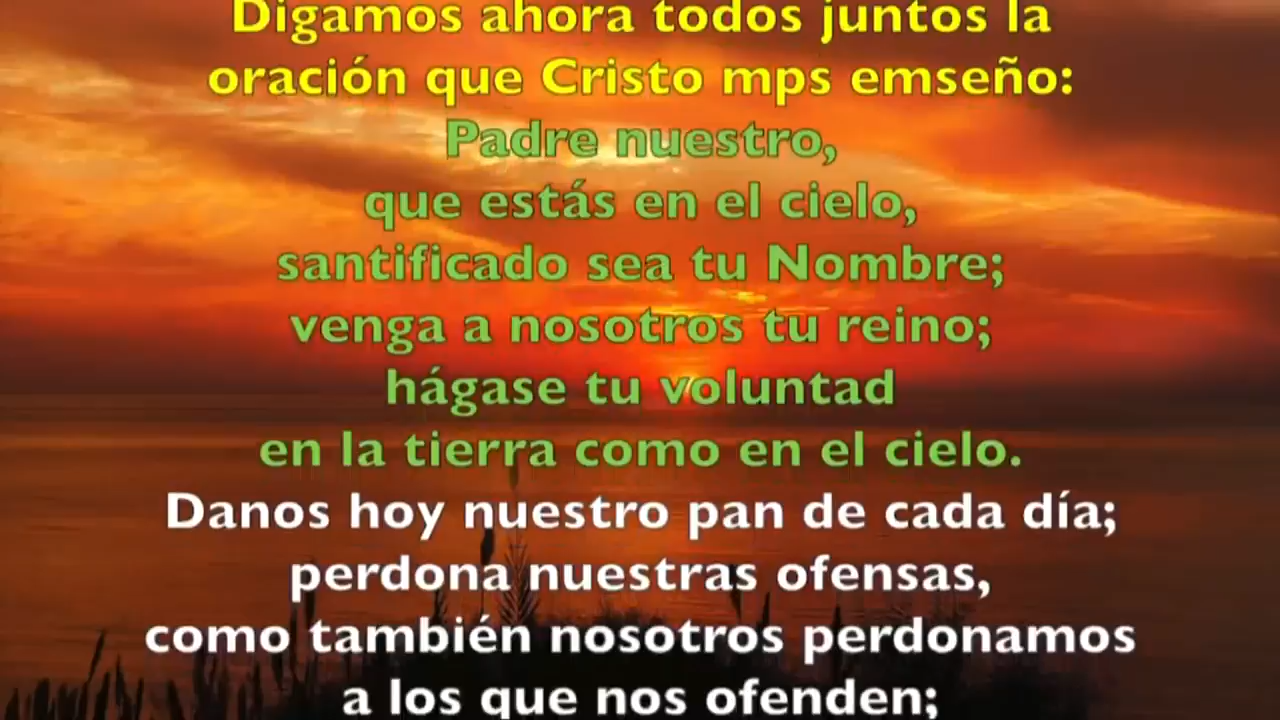 Digamos ahora todos juntos la
oración que Cristo mps emseño:
Padre nuestro,
que estás en el cielo,
santificado sea tu Nombre;
venga a nosotros tu reino;
hágase tu voluntad
en la tierra como en el cielo.
Danos hoy nuestro pan de cada día;
perdona nuestras ofensas,
como también nosotros perdonamos
a los que nos ofenden;